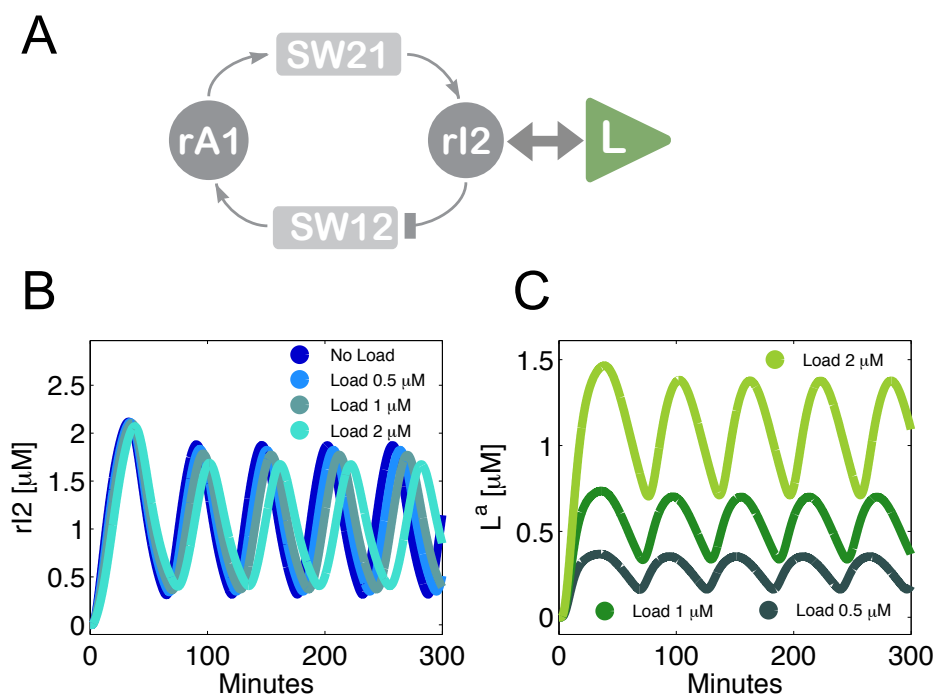 A
SW21
rA1
rI2
L
SW12
B
C
No Load
Load 0.5 μM
Load 1 μM
Load 2 μM
rI2 [μM]
2.5
2
1.5
1
0.5
0
0 100 200 300
Minutes
Load 2 μM
Lᵃ [μM]
1.5
1
0.5
0
Load 1 μM
Load 0.5 μM
0 100 200 300
Minutes